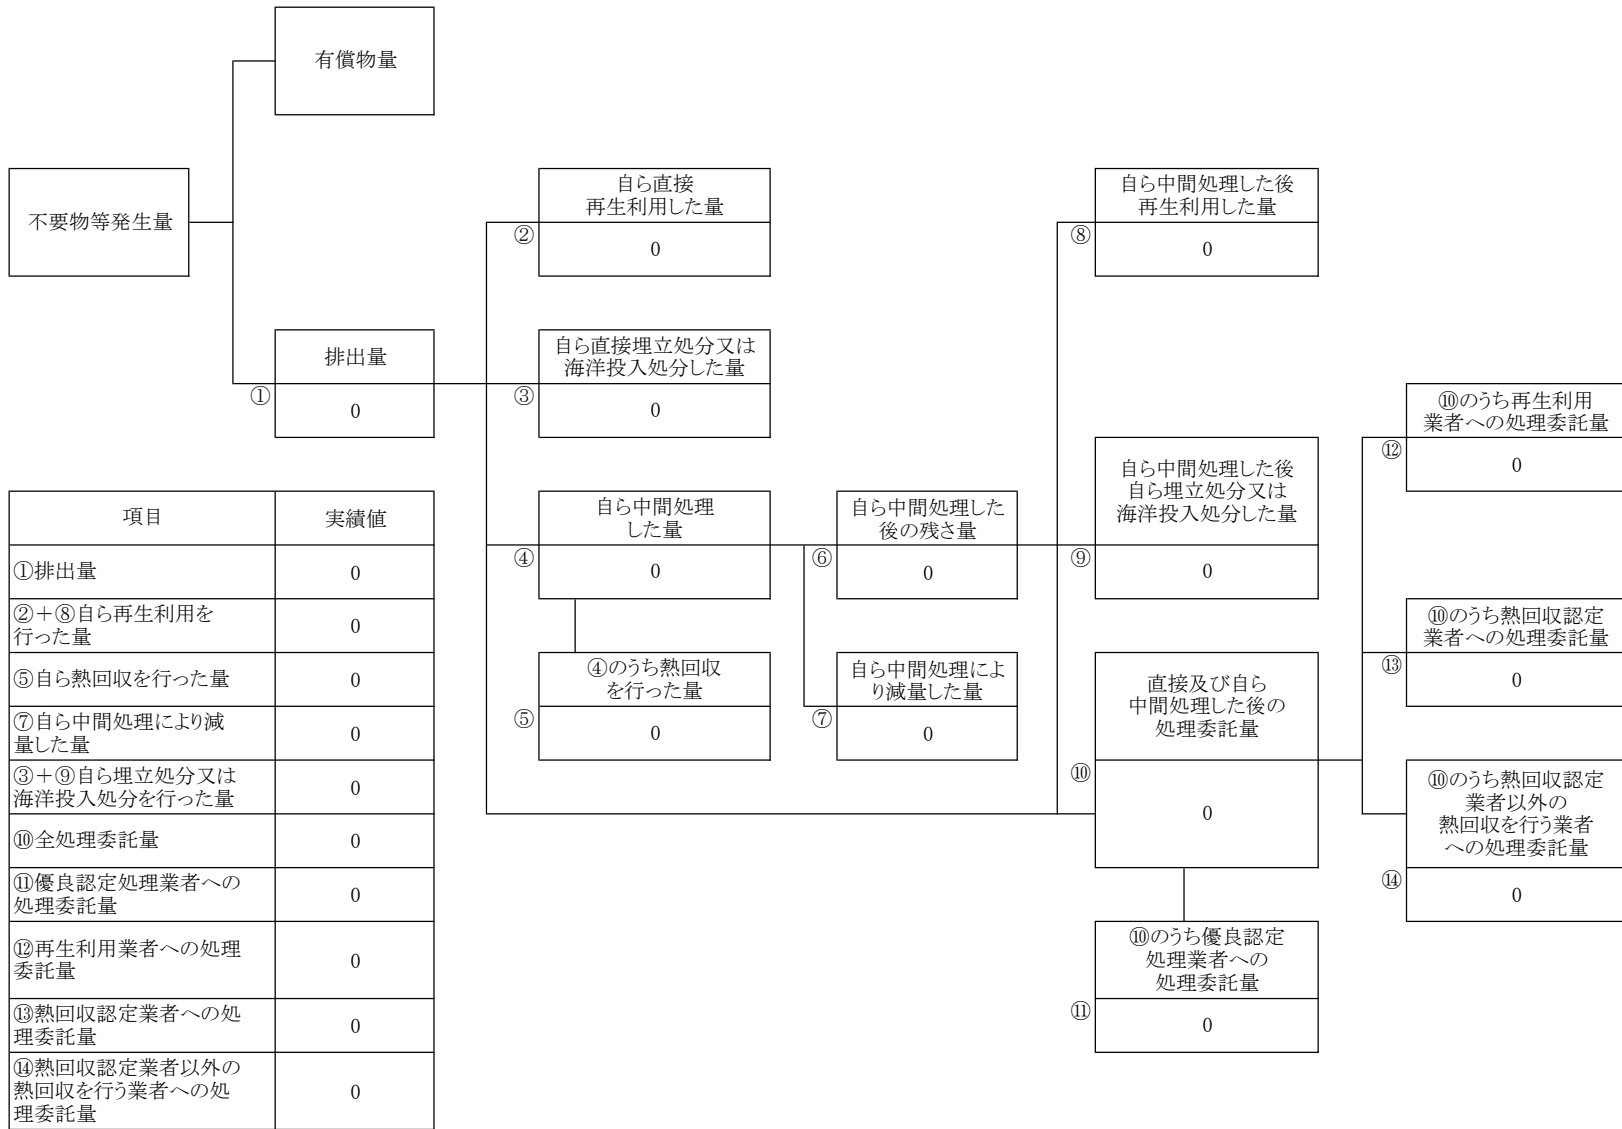 有償物量
不要物等発生量
自ら直接
再生利用した量
②
0
自ら中間処理した後
再生利用した量
⑧
0
排出量
①
0
自ら直接埋立処分又は
海洋投入処分した量
③
0
⑩のうち再生利用
業者への処理委託量
⑫
0
自ら中間処理
した量
④
0
自ら中間処理した
後の残さ量
⑥
0
自ら中間処理した後
自ら埋立処分又は
海洋投入処分した量
⑨
0
⑩のうち熱回収認定
業者への処理委託量
⑬
0
④のうち熱回収
を行った量
⑤
0
自ら中間処理によ
り減量した量
⑦
0
直接及び自ら
中間処理した後の
処理委託量
⑩
0
⑩のうち熱回収認定
業者以外の
熱回収を行う業者
への処理委託量
⑭
0
⑩のうち優良認定
処理業者への
処理委託量
⑪
0
項目 実績値
①排出量 0
②+⑧自ら再生利用を
行った量 0
⑤自ら熱回収を行った量 0
⑦自ら中間処理により減
量した量 0
③+⑨自ら埋立処分又は
海洋投入処分を行った量 0
⑩全処理委託量 0
⑪優良認定処理業者への
処理委託量 0
⑫再生利用業者への処理
委託量 0
⑬熱回収認定業者への処
理委託量 0
⑭熱回収認定業者以外の
熱回収を行う業者への処
理委託量 0